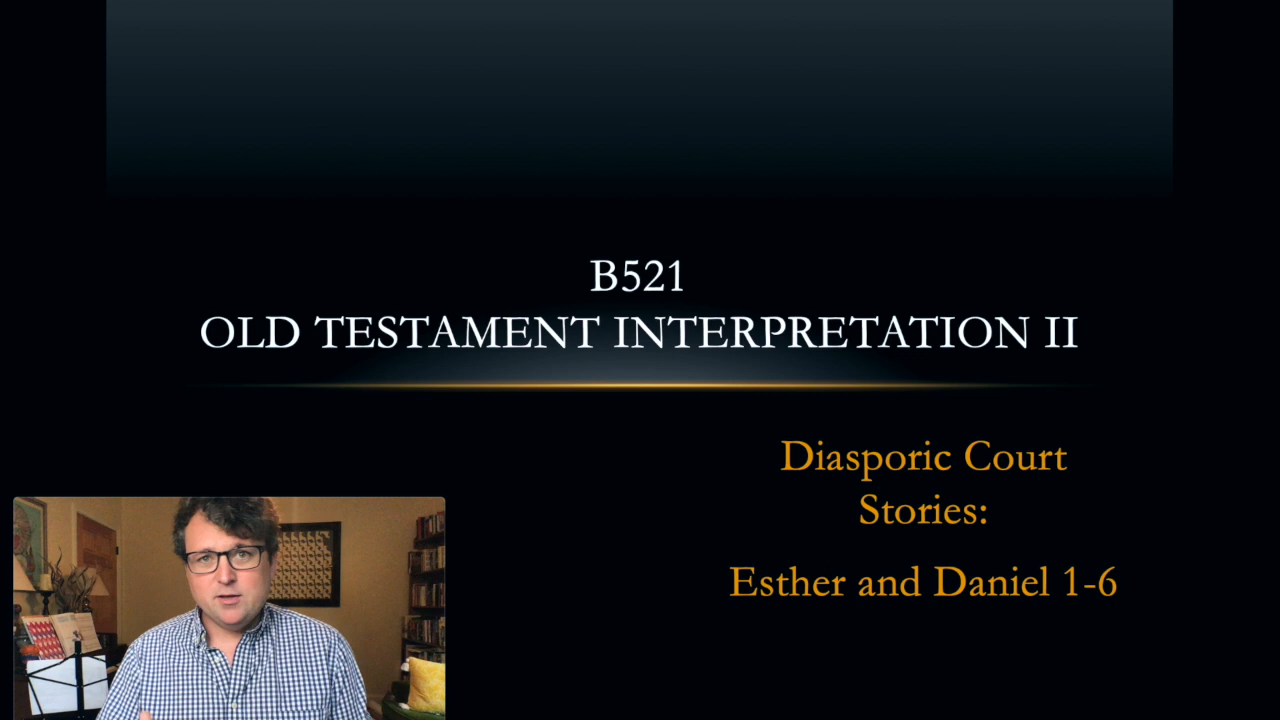 B521
OLD TESTAMENT INTERPRETATION II
Diasporic Court
Stories:
Esther and Daniel 1-6